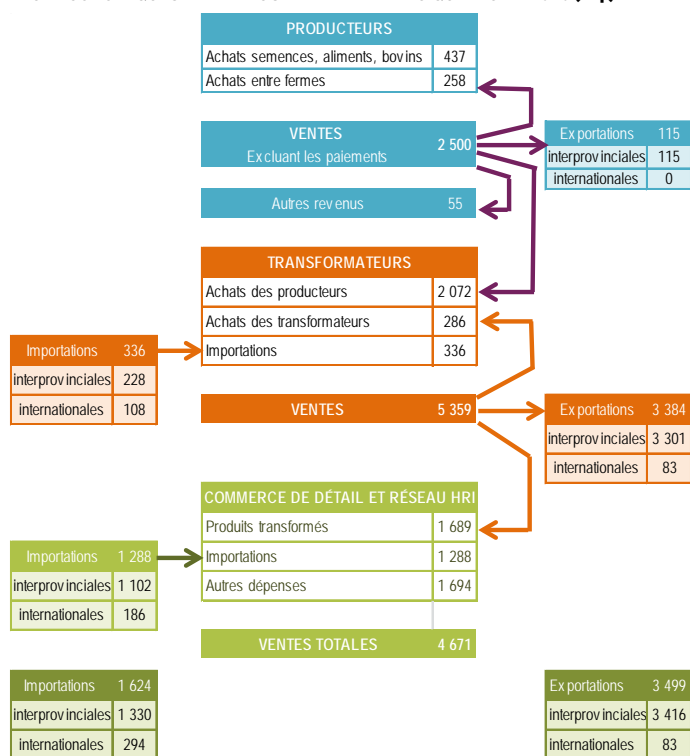 PRODUCTEURS
Achats semences, aliments, bovins 437
Achats entre fermes 258
VENTES
Excluant les paiements
2 500
Exportations 115
interprovinciales 115
internationales 0
Autres revenus 55
TRANSFORMATEURS
Achats des producteurs 2 072
Achats des transformateurs 286
Importations 336
Importations 336
interprovinciales 228
internationales 108
VENTES 5 359
Exportations 3 384
interprovinciales 3 301
internationales 83
COMMERCE DE DÉTAIL ET RÉSEAU HRI
Produits transformés 1 689
Importations 1 288
Autres dépenses 1 694
Importations 1 288
interprovinciales 1 102
internationales 186
VENTES TOTALES 4 671
Importations 1 624
interprovinciales 1 330
internationales 294
Exportations 3 499
interprovinciales 3 416
internationales 83